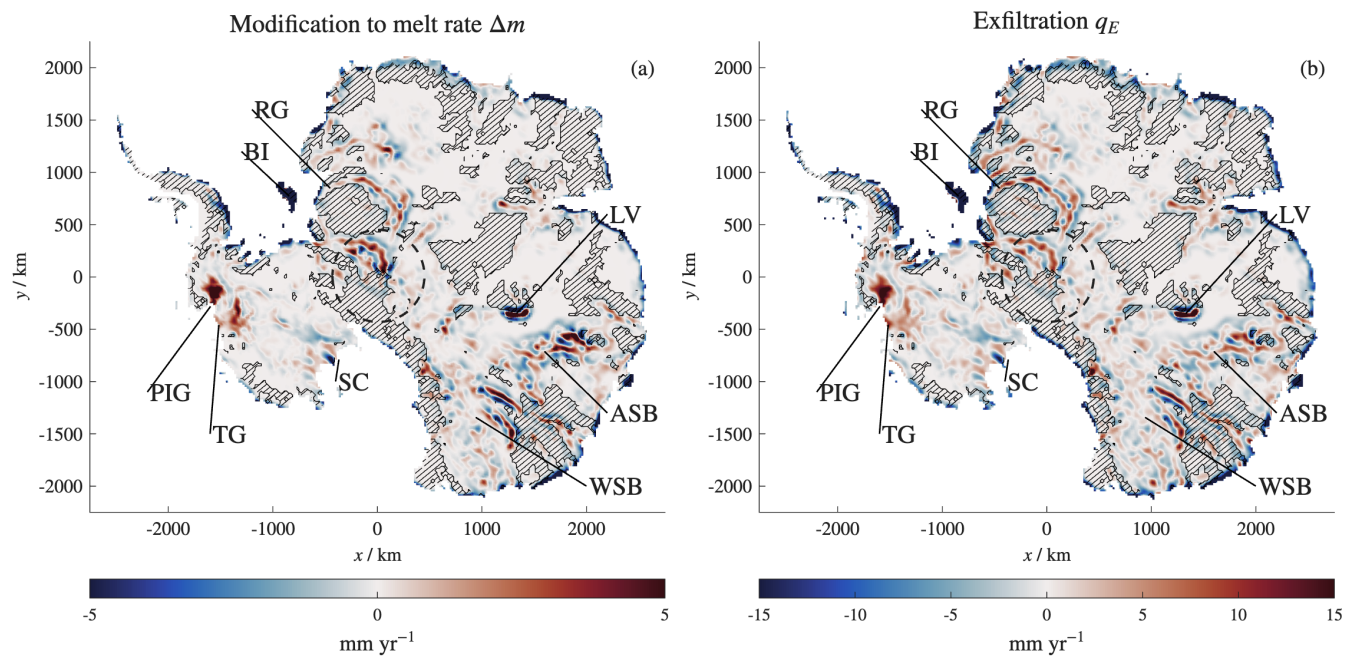 Modification to melt rate Δm
(a)
2000
1500
1000
500
0
-500
-1000
-1500
-2000
y / km
RG
BI
LV
PIG
TG
SC
ASB
WSB
-2000 -1000 0 1000 2000
x / km
-5 0 5
mm yr⁻¹
Exfiltration q_E
(b)
2000
1500
1000
500
0
-500
-1000
-1500
-2000
y / km
RG
BI
LV
PIG
TG
SC
ASB
WSB
-2000 -1000 0 1000 2000
x / km
-15 -10 -5 0 5 10 15
mm yr⁻¹